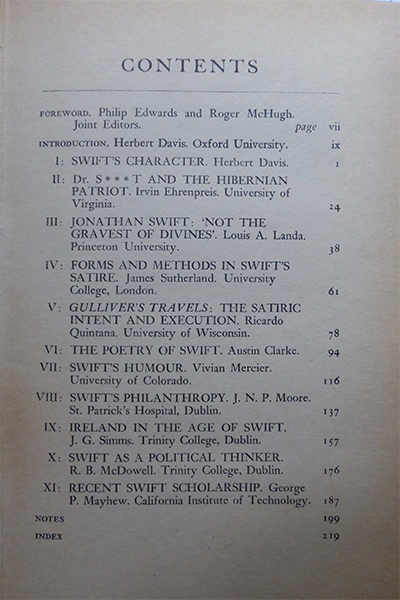 CONTENTS
FOREWORD. Philip Edwards and Roger McHugh.
Joint Editors. page vii
INTRODUCTION. Herbert Davis. Oxford University. ix
I: SWIFT'S CHARACTER. Herbert Davis. 1
II: Dr. S***T AND THE HIBERNIAN
PATRIOT. Irvin Ehrenpreis. University of
Virginia. 24
III: JONATHAN SWIFT: 'NOT THE
GRAVEST OF DIVINES'. Louis A. Landa.
Princeton University. 38
IV: FORMS AND METHODS IN SWIFT'S
SATIRE. James Sutherland. University
College, London. 61
V: GULLIVER'S TRAVELS: THE SATIRIC
INTENT AND EXECUTION. Ricardo
Quintana. University of Wisconsin. 78
VI: THE POETRY OF SWIFT. Austin Clarke. 94
VII: SWIFT'S HUMOUR. Vivian Mercier.
University of Colorado. 116
VIII: SWIFT'S PHILANTHROPY. J. N. P. Moore.
St. Patrick's Hospital, Dublin. 137
IX: IRELAND IN THE AGE OF SWIFT.
J. G. Simms. Trinity College, Dublin. 157
X: SWIFT AS A POLITICAL THINKER.
R. B. McDowell. Trinity College, Dublin. 176
XI: RECENT SWIFT SCHOLARSHIP. George
P. Mayhew. California Institute of Technology. 187
NOTES 199
INDEX 219